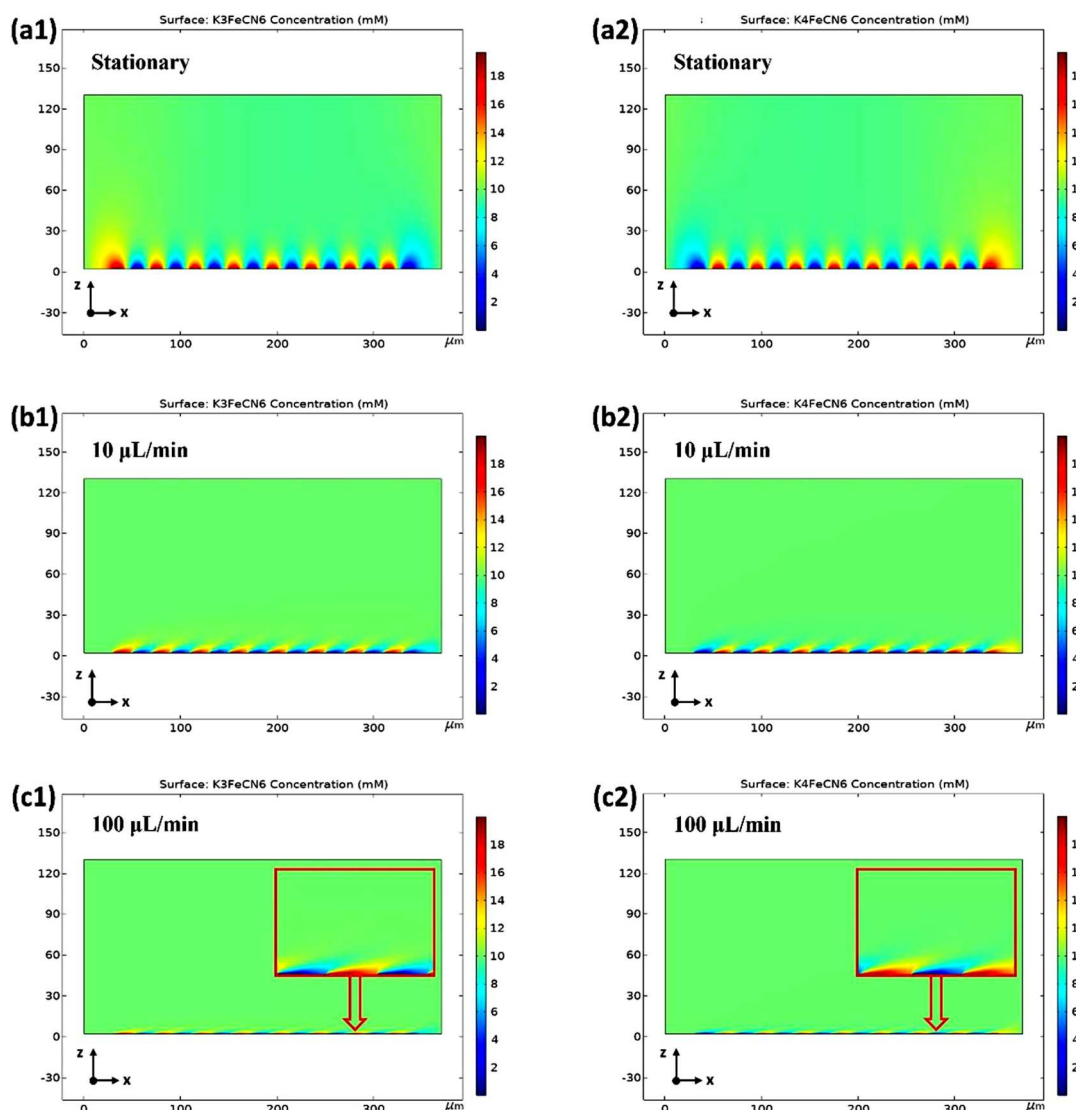 (a1)
Surface: K3FeCN6 Concentration (mM)
Stationary
150
120
90
60
30
0
-30
z
x
0
100
200
300
μm
18
16
14
12
10
8
6
4
2
(a2)
Surface: K4FeCN6 Concentration (mM)
Stationary
150
120
90
60
30
0
-30
z
x
0
100
200
300
μm
(b1)
Surface: K3FeCN6 Concentration (mM)
10 μL/min
150
120
90
60
30
0
-30
z
x
0
100
200
300
μm
18
16
14
12
10
8
6
4
2
(b2)
Surface: K4FeCN6 Concentration (mM)
10 μL/min
150
120
90
60
30
0
-30
z
x
0
100
200
300
μm
(c1)
Surface: K3FeCN6 Concentration (mM)
100 μL/min
150
120
90
60
30
0
-30
z
x
0
100
200
300
μm
18
16
14
12
10
8
6
4
2
(c2)
Surface: K4FeCN6 Concentration (mM)
100 μL/min
150
120
90
60
30
0
-30
z
x
0
100
200
300
μm